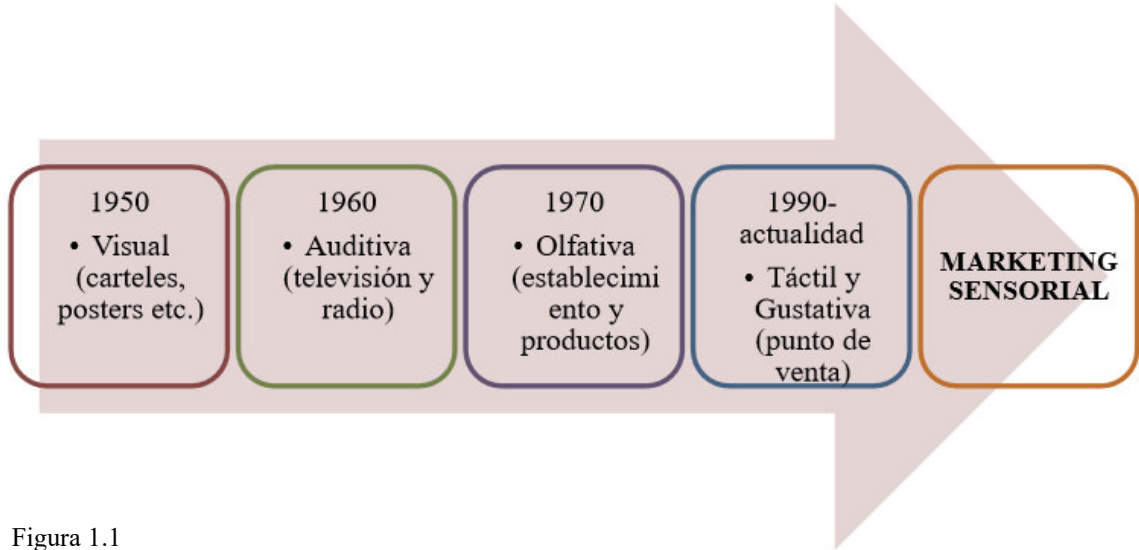 1950
• Visual
(carteles,
posters etc.)
1960
• Auditiva
(televisión y
radio)
1970
• Olfativa
(establecimi
ento y
productos)
1990-
actualidad
• Táctil y
Gustativa
(punto de
venta)
MARKETING
SENSORIAL
Figura 1.1